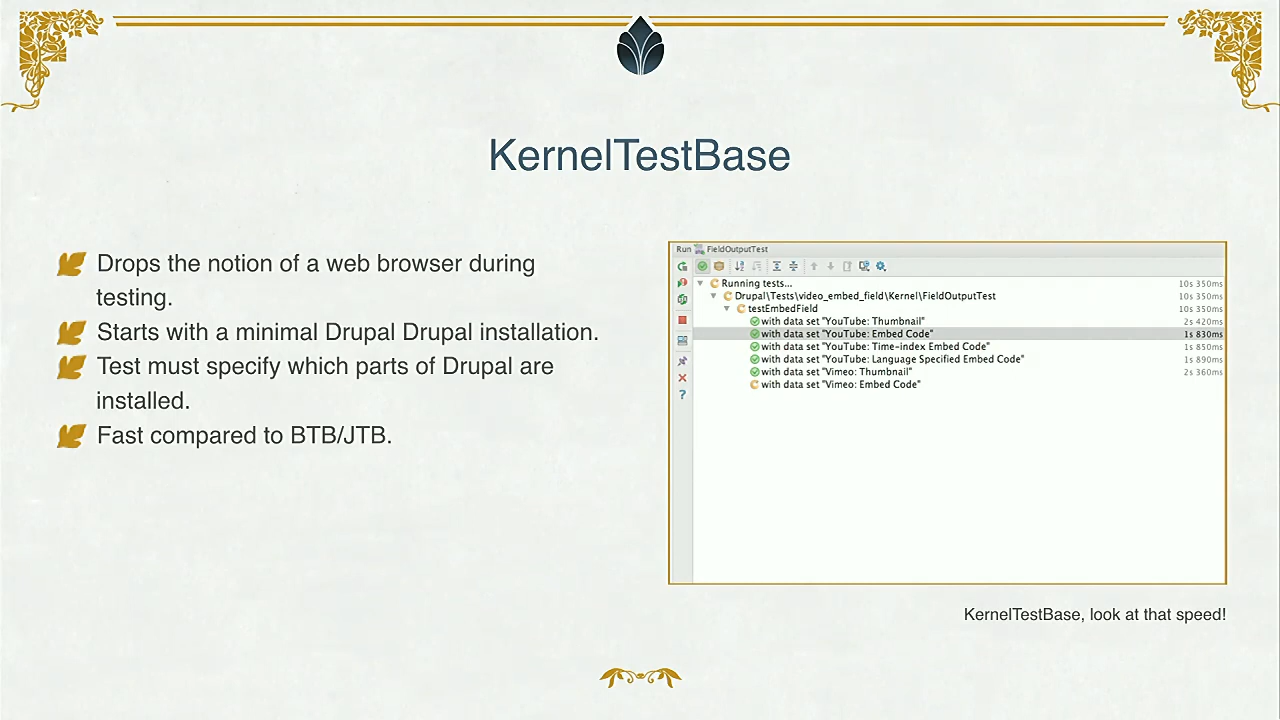 KernelTestBase
Drops the notion of a web browser during
testing.
Starts with a minimal Drupal Drupal installation.
Test must specify which parts of Drupal are
installed.
Fast compared to BTB/JTB.
Run FieldOutputTest
Running tests... 10s 350ms
Drupal\Tests\video_embed_field\Kernel\FieldOutputTest 10s 350ms
testEmbedField 10s 350ms
with data set "YouTube: Thumbnail" 2s 420ms
with data set "YouTube: Embed Code" 1s 830ms
with data set "YouTube: Time-index Embed Code" 1s 850ms
with data set "YouTube: Language Specified Embed Code" 1s 890ms
with data set "Vimeo: Thumbnail" 2s 360ms
with data set "Vimeo: Embed Code"
KernelTestBase, look at that speed!